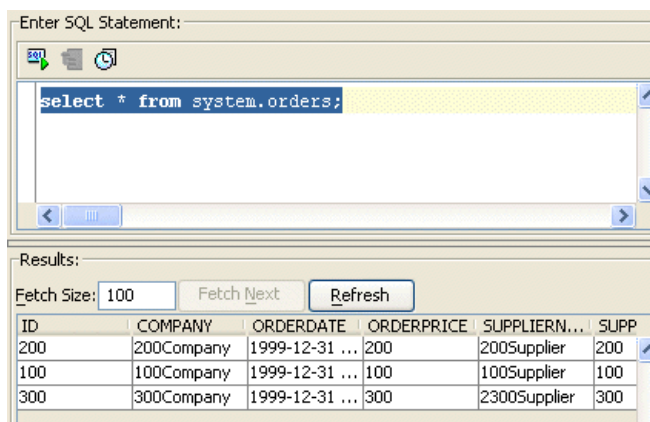 Enter SQL Statement:
SQL
select * from system.orders;
Results:
Fetch Size: 100 Fetch Next Refresh
ID COMPANY ORDERDATE ORDERPRICE SUPPLIERN... SUPP
200 200Company 1999-12-31 ... 200 200Supplier 200
100 100Company 1999-12-31 ... 100 100Supplier 100
300 300Company 1999-12-31 ... 300 2300Supplier 300